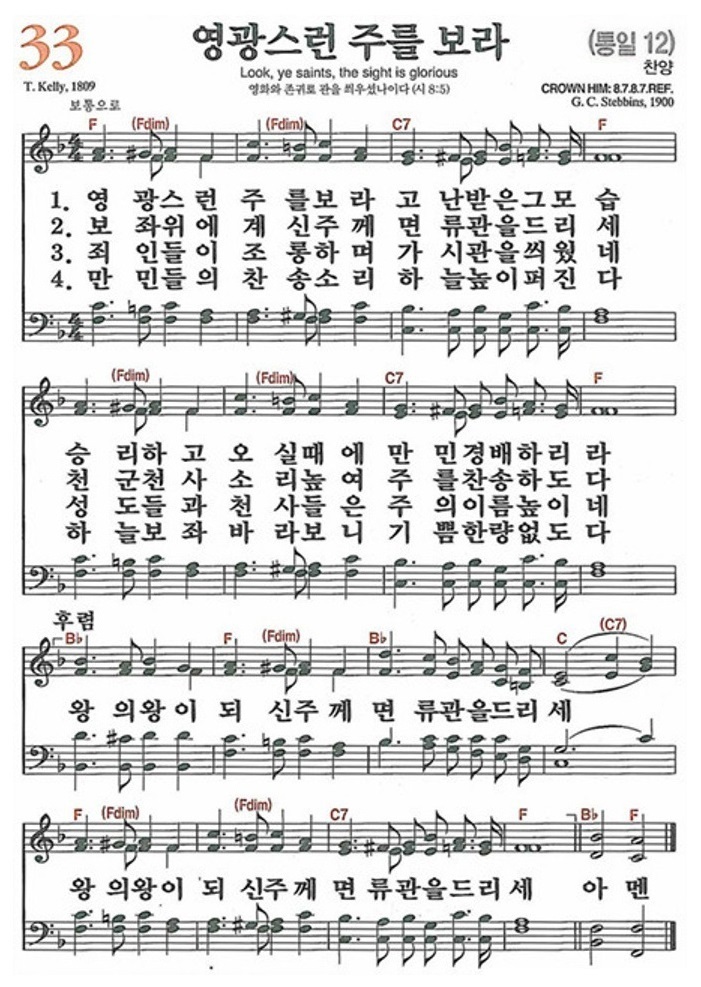 33
영광스런 주를 보라
(통일 12)
Look, ye saints, the sight is glorious
찬양
T. Kelly, 1809
영화와 존귀로 관을 씌우셨나이다 (시 8:5)
CROWN HIM: 8.7.8.7.REF.
보통으로
G. C. Stebbins, 1900
F (Fdim) (Fdim) C7 F
1. 영 광스 런 주 를보 라 고 난받은그모 습
2. 보 좌위 에 계 신주 께 면 류관을드리 세
3. 죄 인들 이 조 롱하 며 가 시관을씌웠 네
4. 만 민들 의 찬 송소 리 하 늘높이퍼진 다
(Fdim) (Fdim) C7 F
승 리하 고 오 실때 에 만 민경배하리 라
천 군천 사 소 리높 여 주 를찬송하도 다
성 도들 과 천 사들 은 주 의이름높이 네
하 늘보 좌 바 라보 니 기 쁨한량없도 다
후렴
B♭ F (Fdim) B♭ C (C7)
왕 의왕 이 되 신주 께 면 류관을드리 세
F (Fdim) (Fdim) C7 F B♭ F
왕 의왕 이 되 신주 께 면 류관을드리 세 아 멘